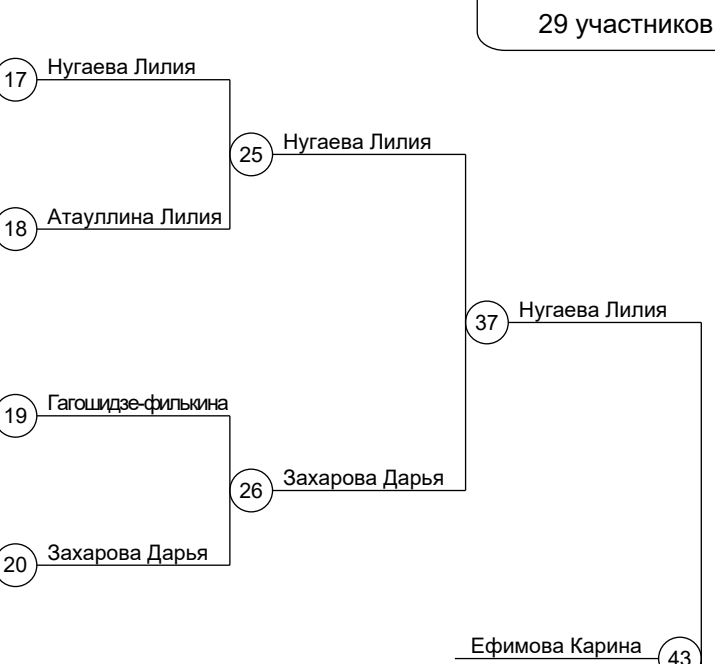 29 участников
17 Нугаева Лилия
25 Нугаева Лилия
18 Атауллина Лилия
37 Нугаева Лилия
19 Гагошидзе-филькина
26 Захарова Дарья
20 Захарова Дарья
Ефимова Карина 43